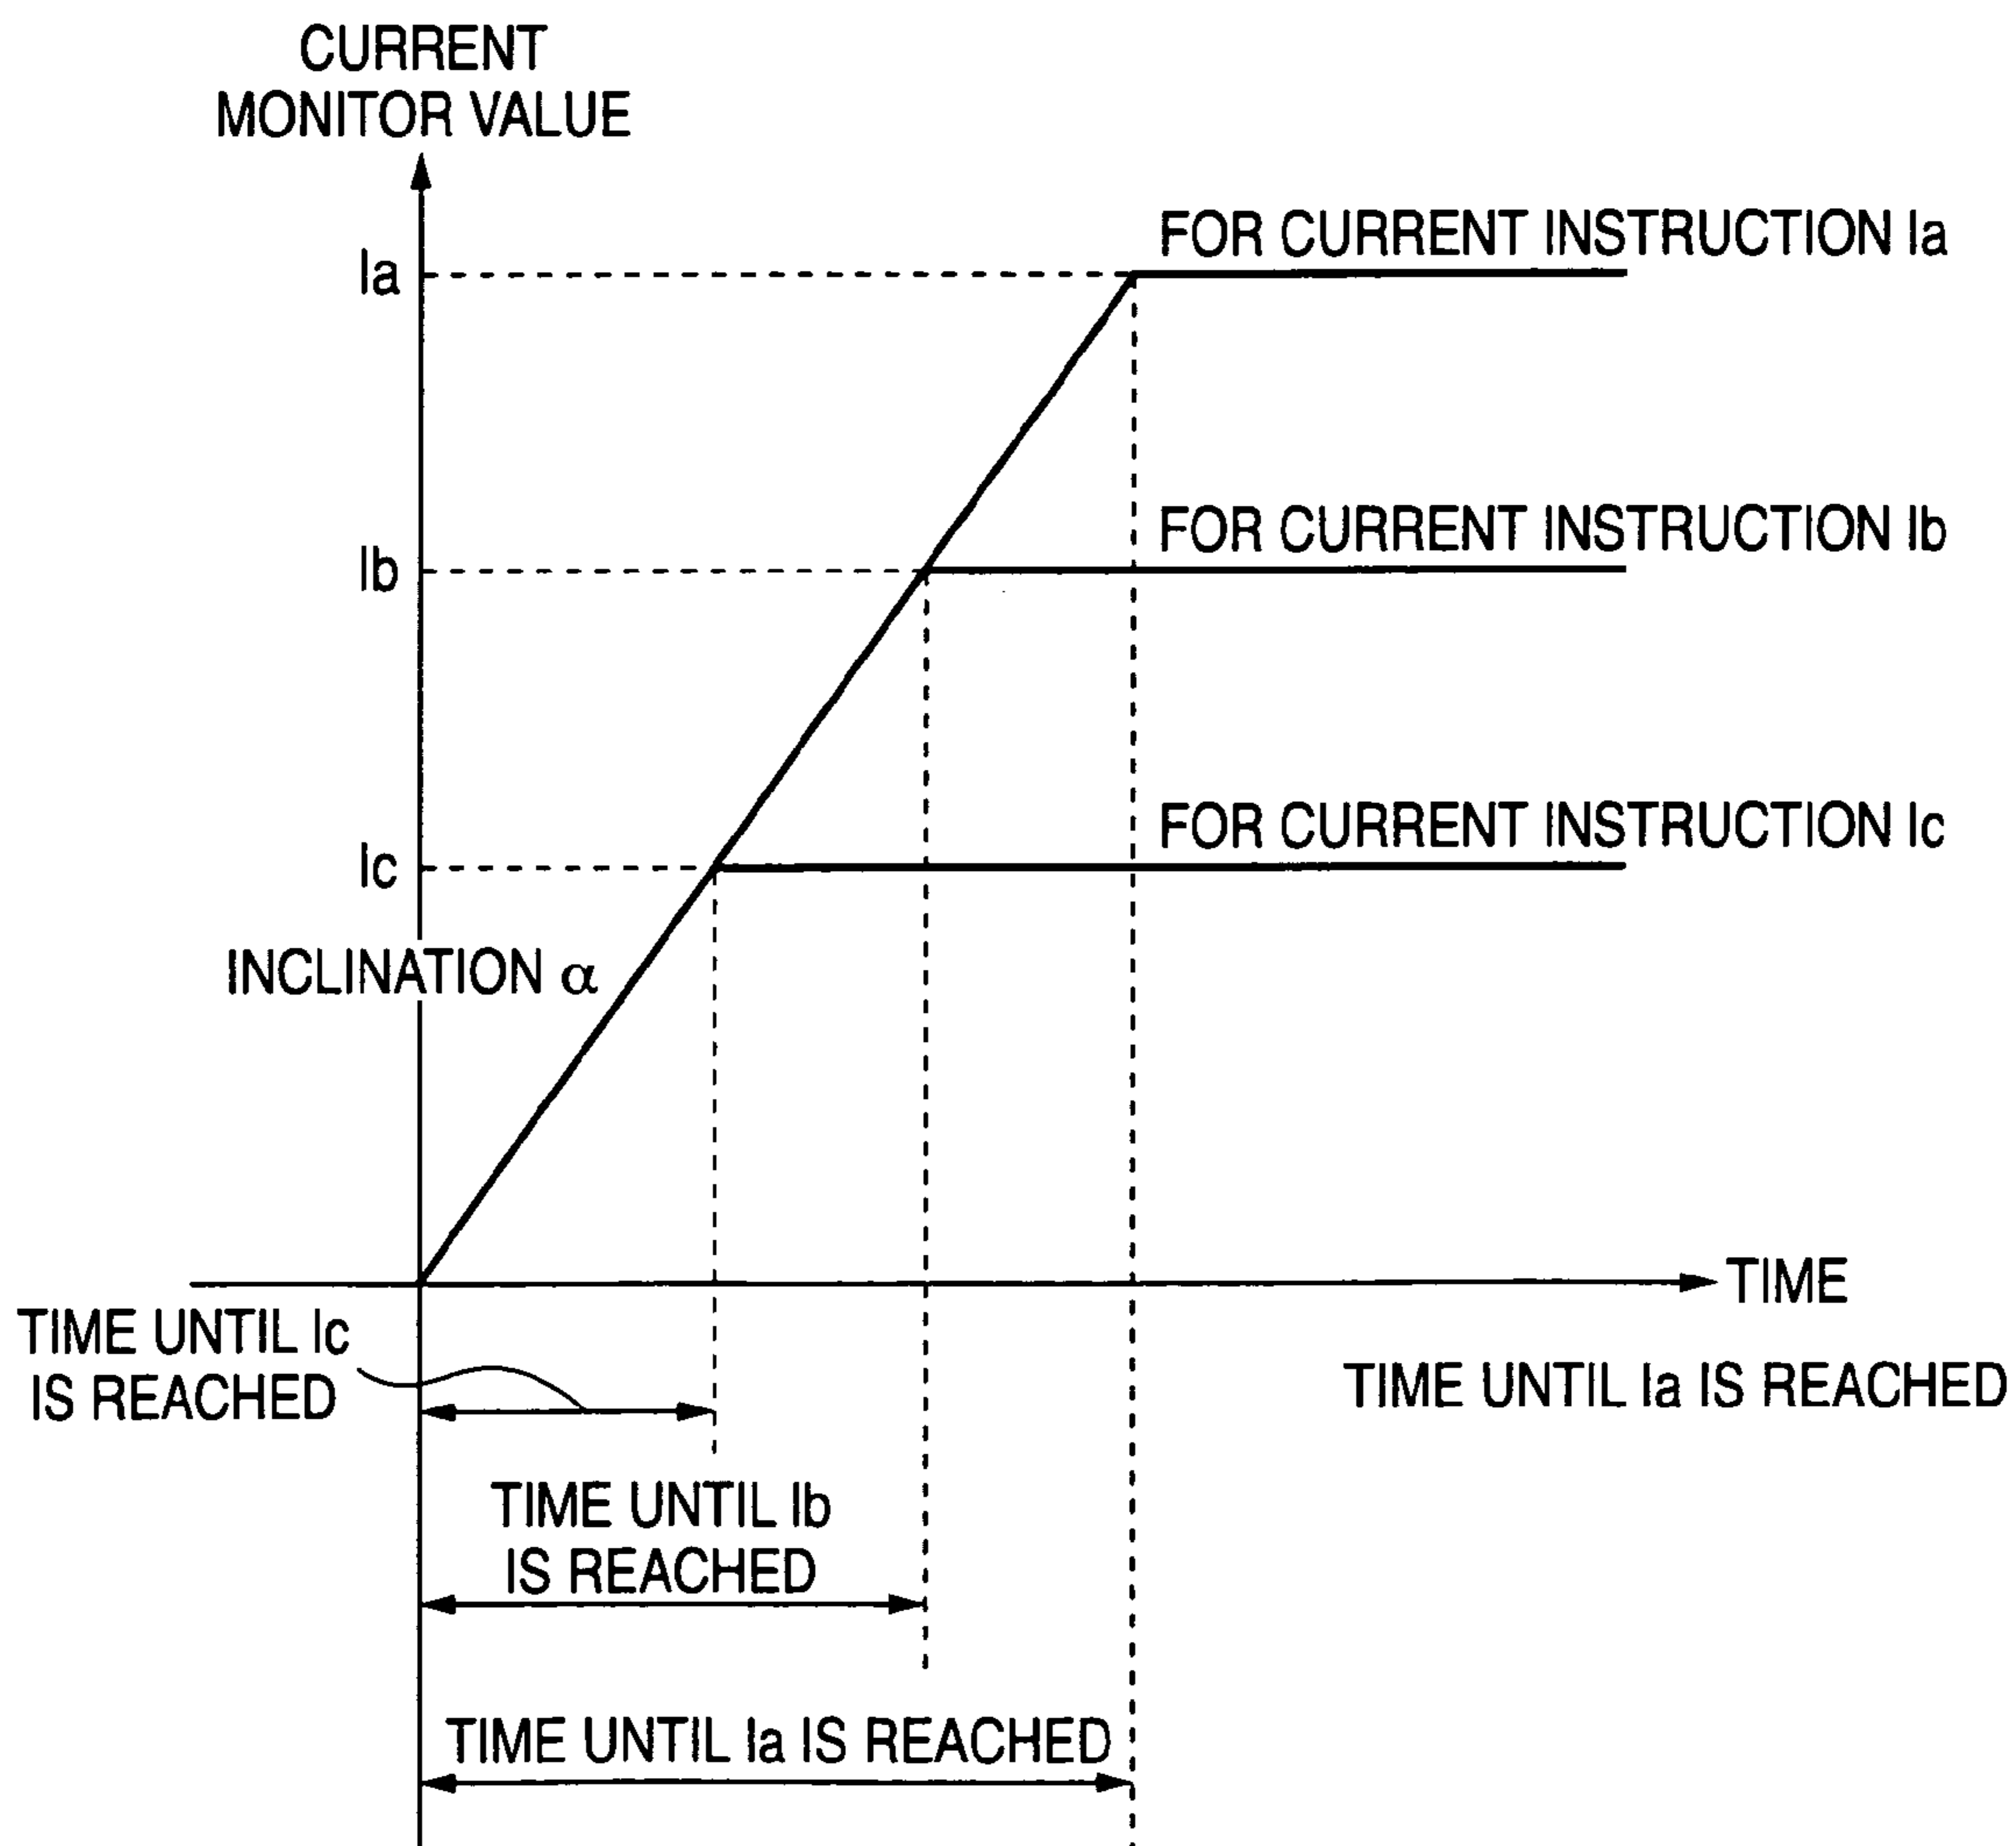 CURRENT
MONITOR VALUE
Ia
FOR CURRENT INSTRUCTION Ia
Ib
FOR CURRENT INSTRUCTION Ib
Ic
FOR CURRENT INSTRUCTION Ic
INCLINATION α
TIME
TIME UNTIL Ic
IS REACHED
TIME UNTIL Ia IS REACHED
TIME UNTIL Ib
IS REACHED
TIME UNTIL Ia IS REACHED